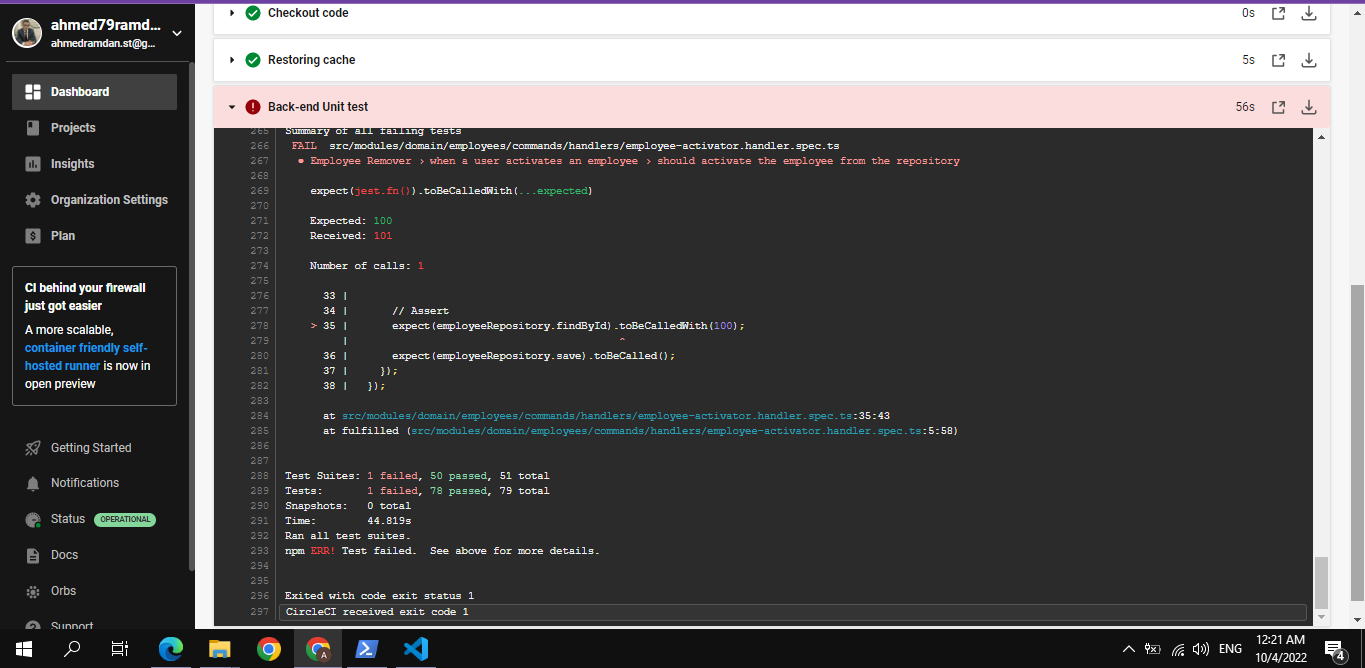 ahmed79ramd...
ahmedramdan.st@g...
Dashboard
Projects
Insights
Organization Settings
Plan
CI behind your firewall
just got easier
A more scalable,
container friendly self-
hosted runner is now in
open preview
Getting Started
Notifications
Status OPERATIONAL
Docs
Orbs
Support
Checkout code 0s
Restoring cache 5s
Back-end Unit test 56s
265 Summary of all failing tests
266 FAIL src/modules/domain/employees/commands/handlers/employee-activator.handler.spec.ts
267 ● Employee Remover › when a user activates an employee › should activate the employee from the repository
268
269 expect(jest.fn()).toBeCalledWith(...expected)
270
271 Expected: 100
272 Received: 101
273
274 Number of calls: 1
275
276 33 |
277 34 | // Assert
278 > 35 | expect(employeeRepository.findById).toBeCalledWith(100);
279 | ^
280 36 | expect(employeeRepository.save).toBeCalled();
281 37 | });
282 38 | });
283
284 at src/modules/domain/employees/commands/handlers/employee-activator.handler.spec.ts:35:43
285 at fulfilled (src/modules/domain/employees/commands/handlers/employee-activator.handler.spec.ts:5:58)
286
287
288 Test Suites: 1 failed, 50 passed, 51 total
289 Tests: 1 failed, 78 passed, 79 total
290 Snapshots: 0 total
291 Time: 44.819s
292 Ran all test suites.
293 npm ERR! Test failed. See above for more details.
294
295
296 Exited with code exit status 1
297 CircleCI received exit code 1
A
ENG
12:21 AM
10/4/2022
4